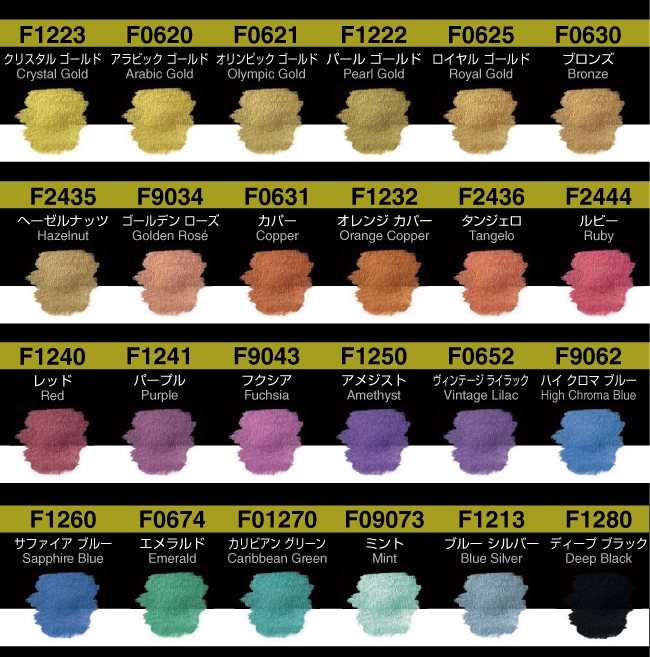 F1223 F0620 F0621 F1222 F0625 F0630
クリスタル ゴールド アラビック ゴールド オリンピック ゴールド パール ゴールド ロイヤル ゴールド ブロンズ
Crystal Gold Arabic Gold Olympic Gold Pearl Gold Royal Gold Bronze
F2435 F9034 F0631 F1232 F2436 F2444
ヘーゼルナッツ ゴールデン ローズ カパー オレンジ カパー タンジェロ ルビー
Hazelnut Golden Rosé Copper Orange Copper Tangelo Ruby
F1240 F1241 F9043 F1250 F0652 F9062
レッド パープル フクシア アメジスト ヴィンテージ ライラック ハイ クロマ ブルー
Red Purple Fuchsia Amethyst Vintage Lilac High Chroma Blue
F1260 F0674 F01270 F09073 F1213 F1280
サファイア ブルー エメラルド カリビアン グリーン ミント ブルー シルバー ディープ ブラック
Sapphire Blue Emerald Caribbean Green Mint Blue Silver Deep Black